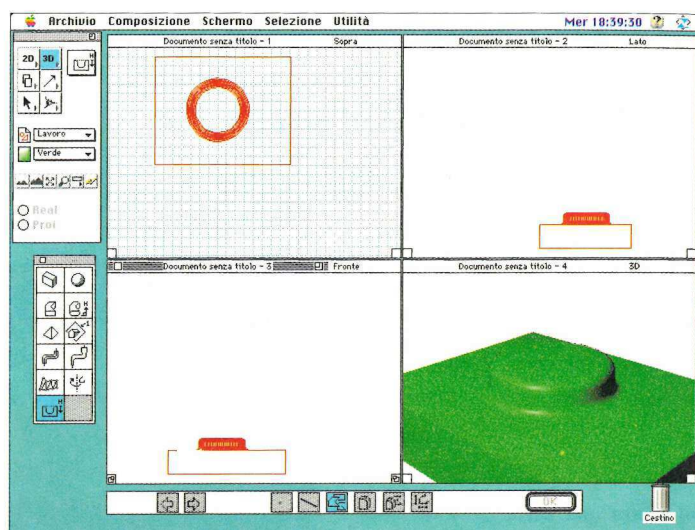 Archivio Composizione Schermo Selezione Utilità Mer 18:39:30
Documento senza titolo - 1 Sopra
Documento senza titolo - 2 Lato
2D, 3D, H
Lavoro
Verde
Real
Proi
Documento senza titolo - 3 Fronte
Documento senza titolo - 4 3D
H
x-1
H
OK
Cestino